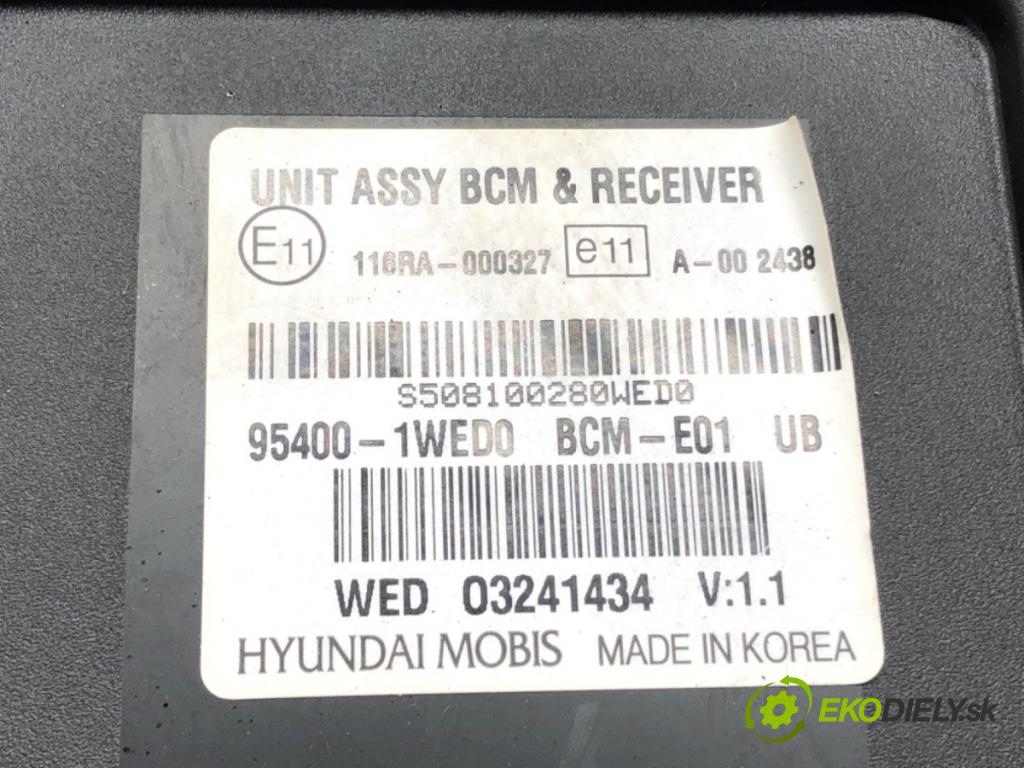 UNIT ASSY BCM & RECEIVER
E11 116RA-000327 e11 A-00 2438
S508100280WED0
95400-1WED0 BCM-E01 UB
WED 03241434 V:1.1
HYUNDAI MOBIS MADE IN KOREA
EKODIELY.sk